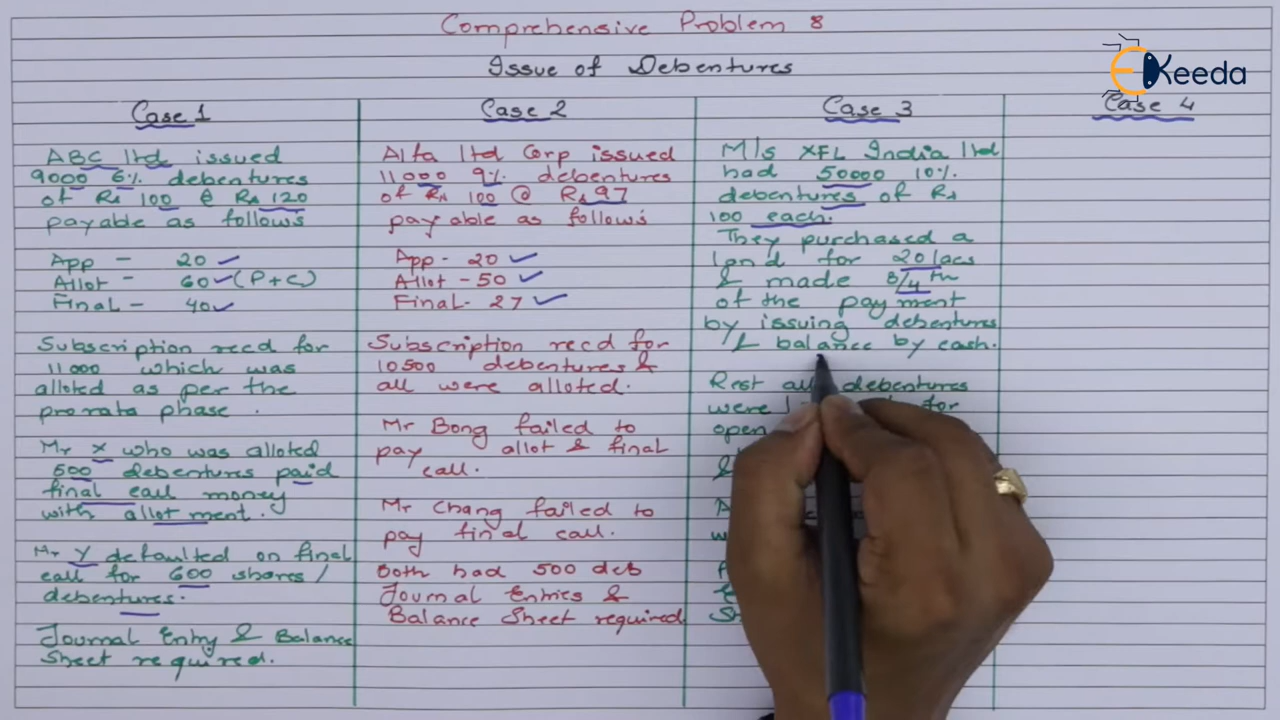 Comprehensive Problem 8
Issue of Debentures
EKeeda
Case 1
ABC ltd issued
9000 6% debentures
of Rs 100 @ Rs 120
payable as follows
App - 20
Allot - 60 (P+C)
Final - 40
Subscription recd for
11000 which was
alloted as per the
prorata phase.
Mr X who was alloted
500 debentures paid
final call money
with allotment.
Mr Y defaulted on final
call for 600 shares/
debentures.
Journal Entry & Balance
Sheet required.
Case 2
Alfa ltd Corp issued
11000 9% debentures
of Rs 100 @ Rs 97
payable as follows
App - 20
Allot - 50
Final - 27
Subscription recd for
10500 debentures &
all were alloted.
Mr Bong failed to
pay allot & final
call.
Mr Chang failed to
pay final call.
Both had 500 deb
Journal Entries &
Balance Sheet required
Case 3
M/s XFL India ltd
had 50000 10%
debentures of Rs
100 each.
They purchased a
land for 20 lacs
& made 3/4 th
of the payment
by issuing debentures
& balance by cash.
Rest all debentures
were for
open
&
Sh
Case 4